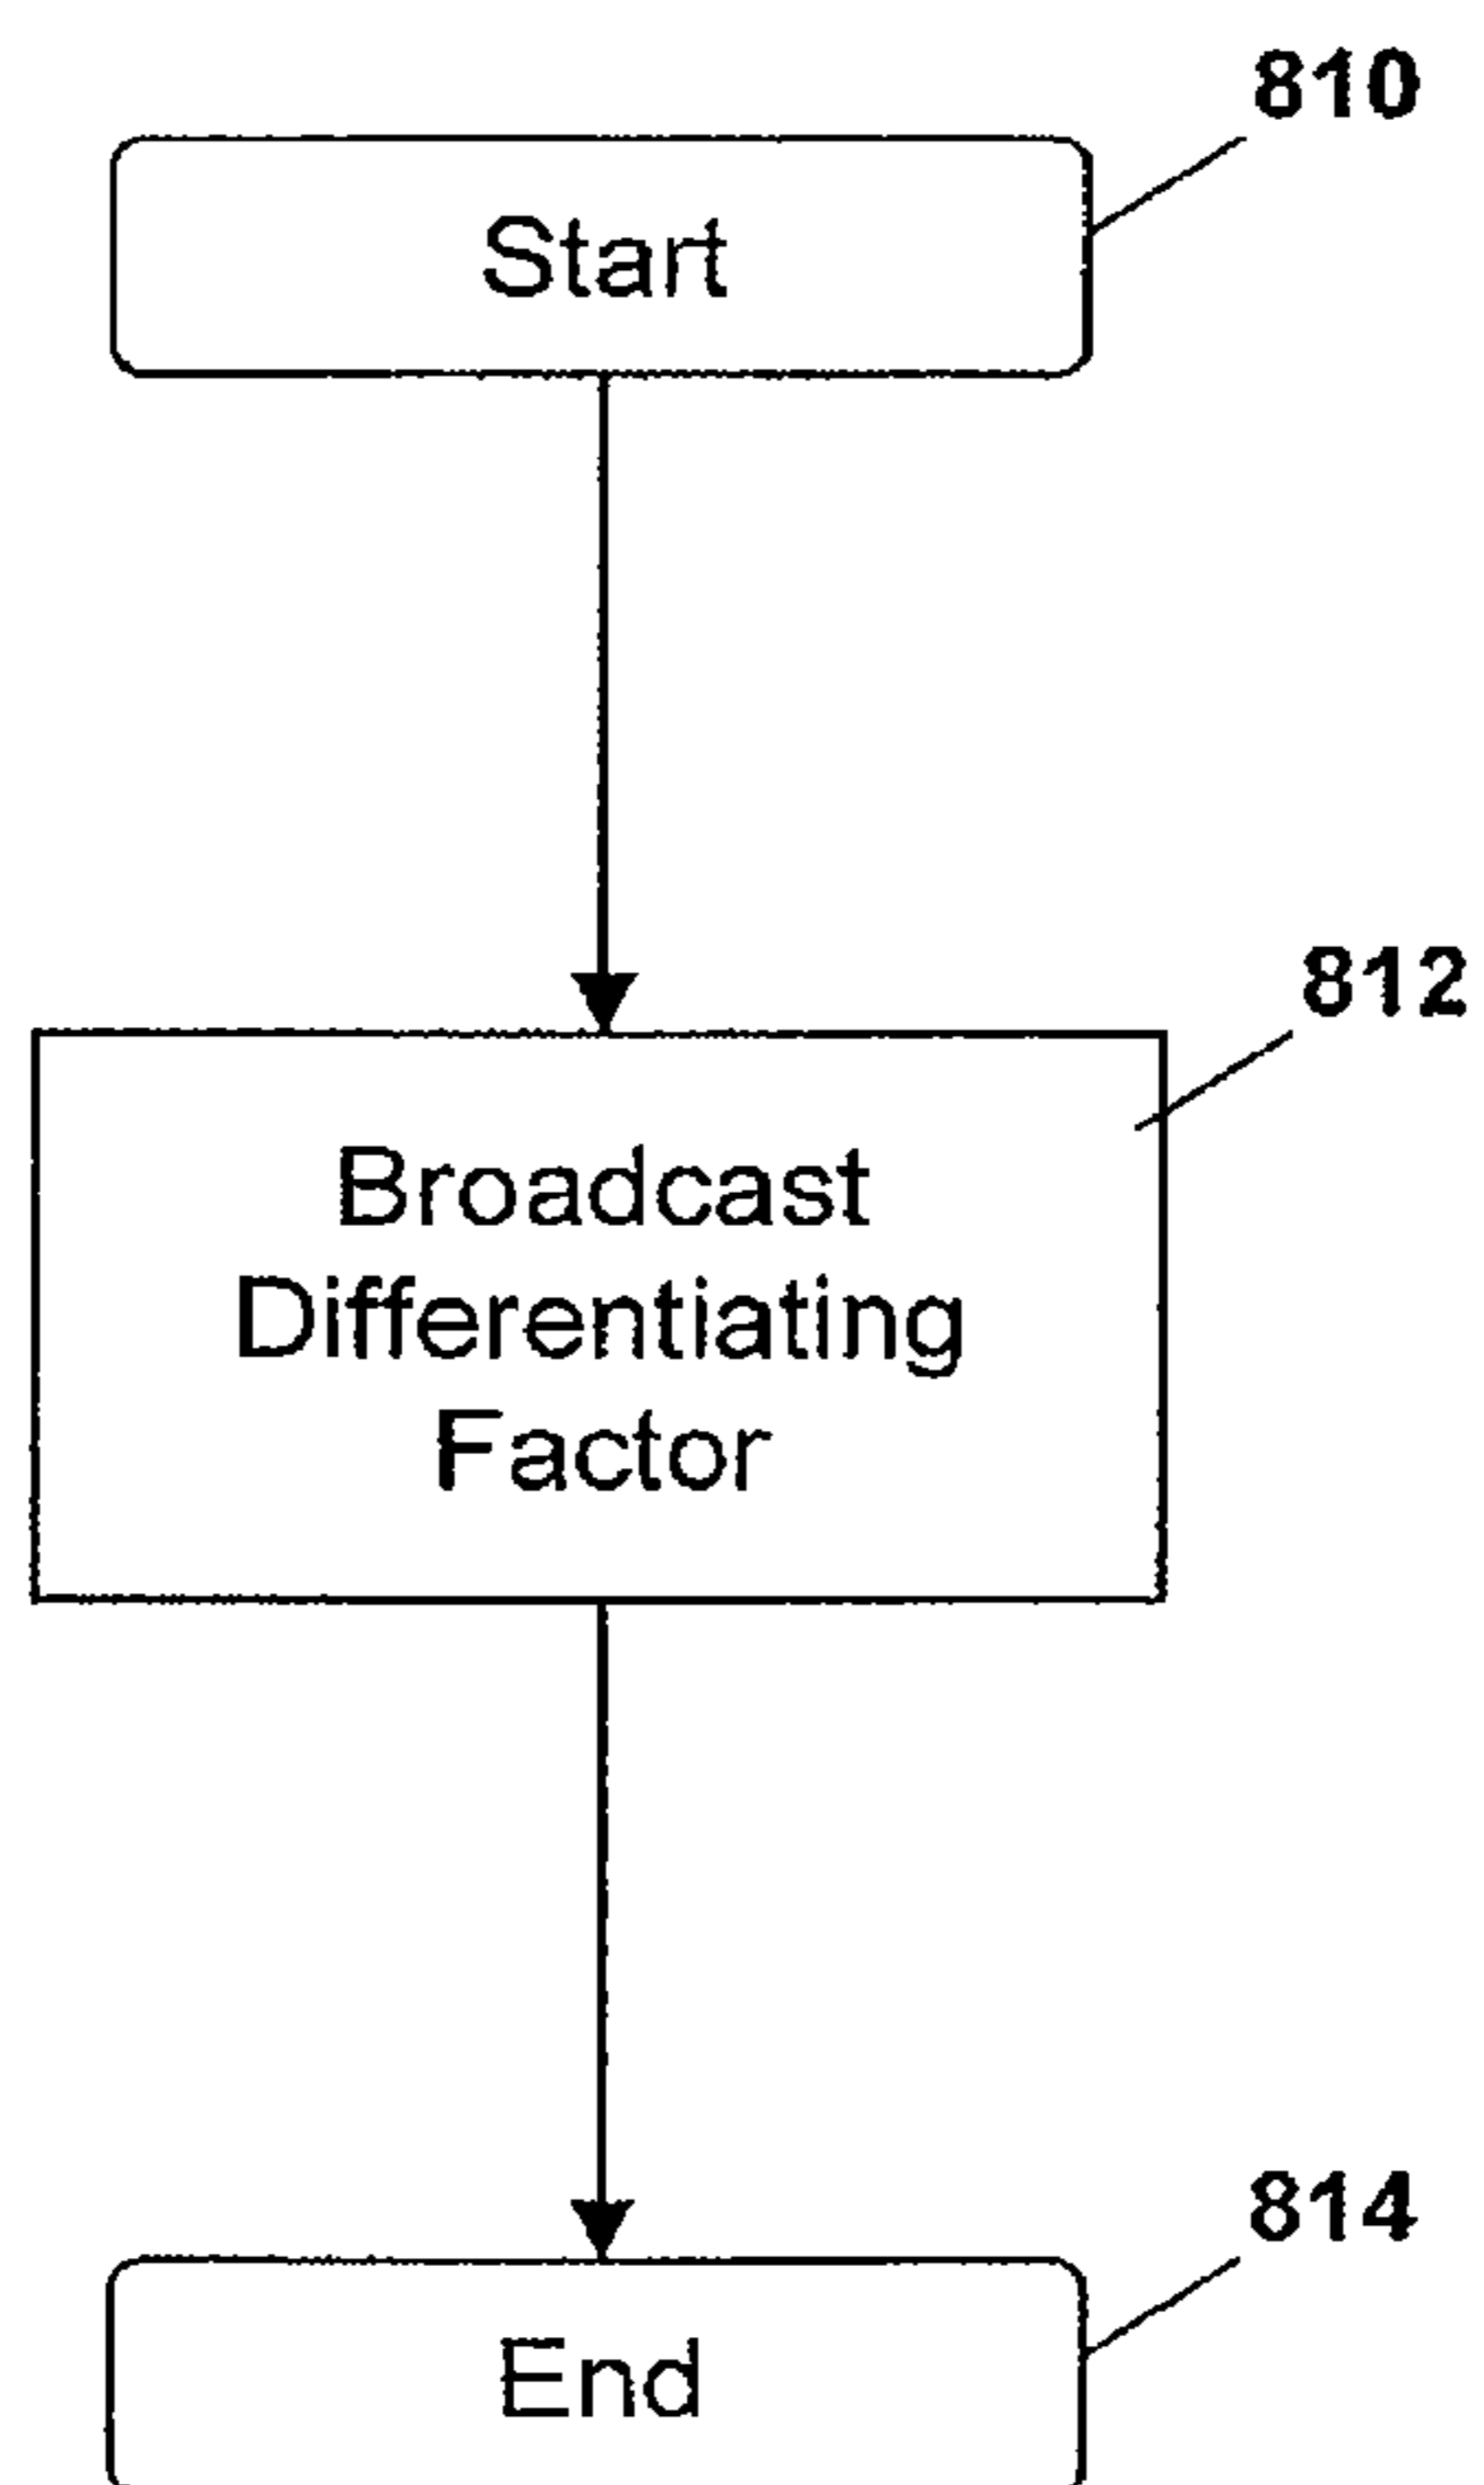 810
Start
812
Broadcast
Differentiating
Factor
814
End